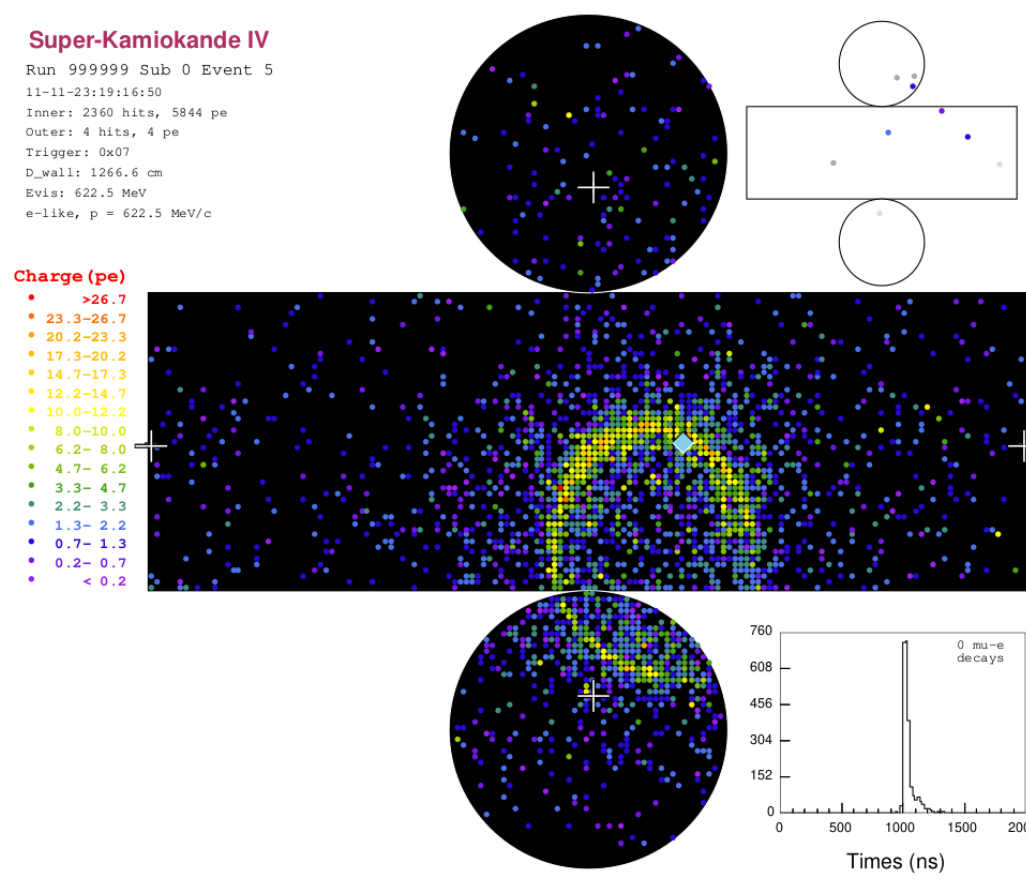 Super-Kamiokande IV
Run 999999 Sub 0 Event 5
11-11-23:19:16:50
Inner: 2360 hits, 5844 pe
Outer: 4 hits, 4 pe
Trigger: 0x07
D_wall: 1266.6 cm
Evis: 622.5 MeV
e-like, p = 622.5 MeV/c
Charge(pe)
>26.7
23.3-26.7
20.2-23.3
17.3-20.2
14.7-17.3
12.2-14.7
10.0-12.2
8.0-10.0
6.2- 8.0
4.7- 6.2
3.3- 4.7
2.2- 3.3
1.3- 2.2
0.7- 1.3
0.2- 0.7
< 0.2
0 mu-e
decays
760
608
456
304
152
0
0 500 1000 1500 200
Times (ns)